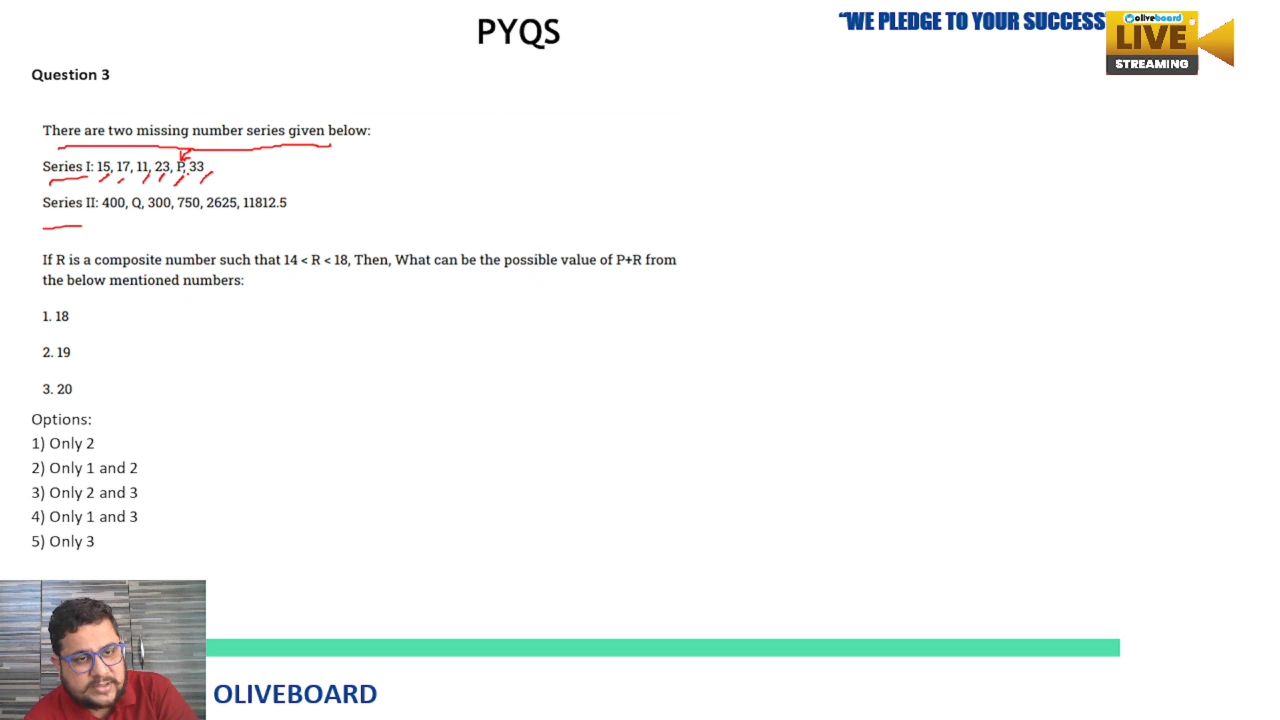 PYQS
“WE PLEDGE TO YOUR SUCCESS
oliveboard
LIVE
STREAMING
Question 3
There are two missing number series given below:
Series I: 15, 17, 11, 23, P, 33
Series II: 400, Q, 300, 750, 2625, 11812.5
If R is a composite number such that 14 < R < 18, Then, What can be the possible value of P+R from
the below mentioned numbers:
1. 18
2. 19
3. 20
Options:
1) Only 2
2) Only 1 and 2
3) Only 2 and 3
4) Only 1 and 3
5) Only 3
OLIVEBOARD